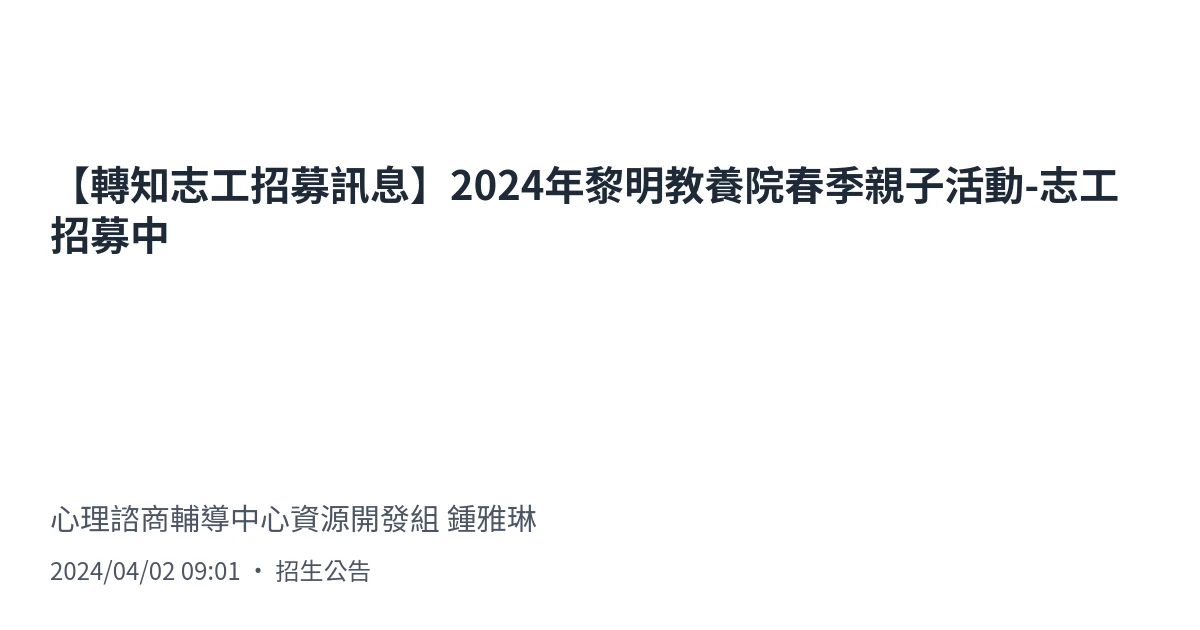 【轉知志工招募訊息】2024年黎明教養院春季親子活動-志工
招募中
心理諮商輔導中心資源開發組 鍾雅琳
2024/04/02 09:01 • 招生公告